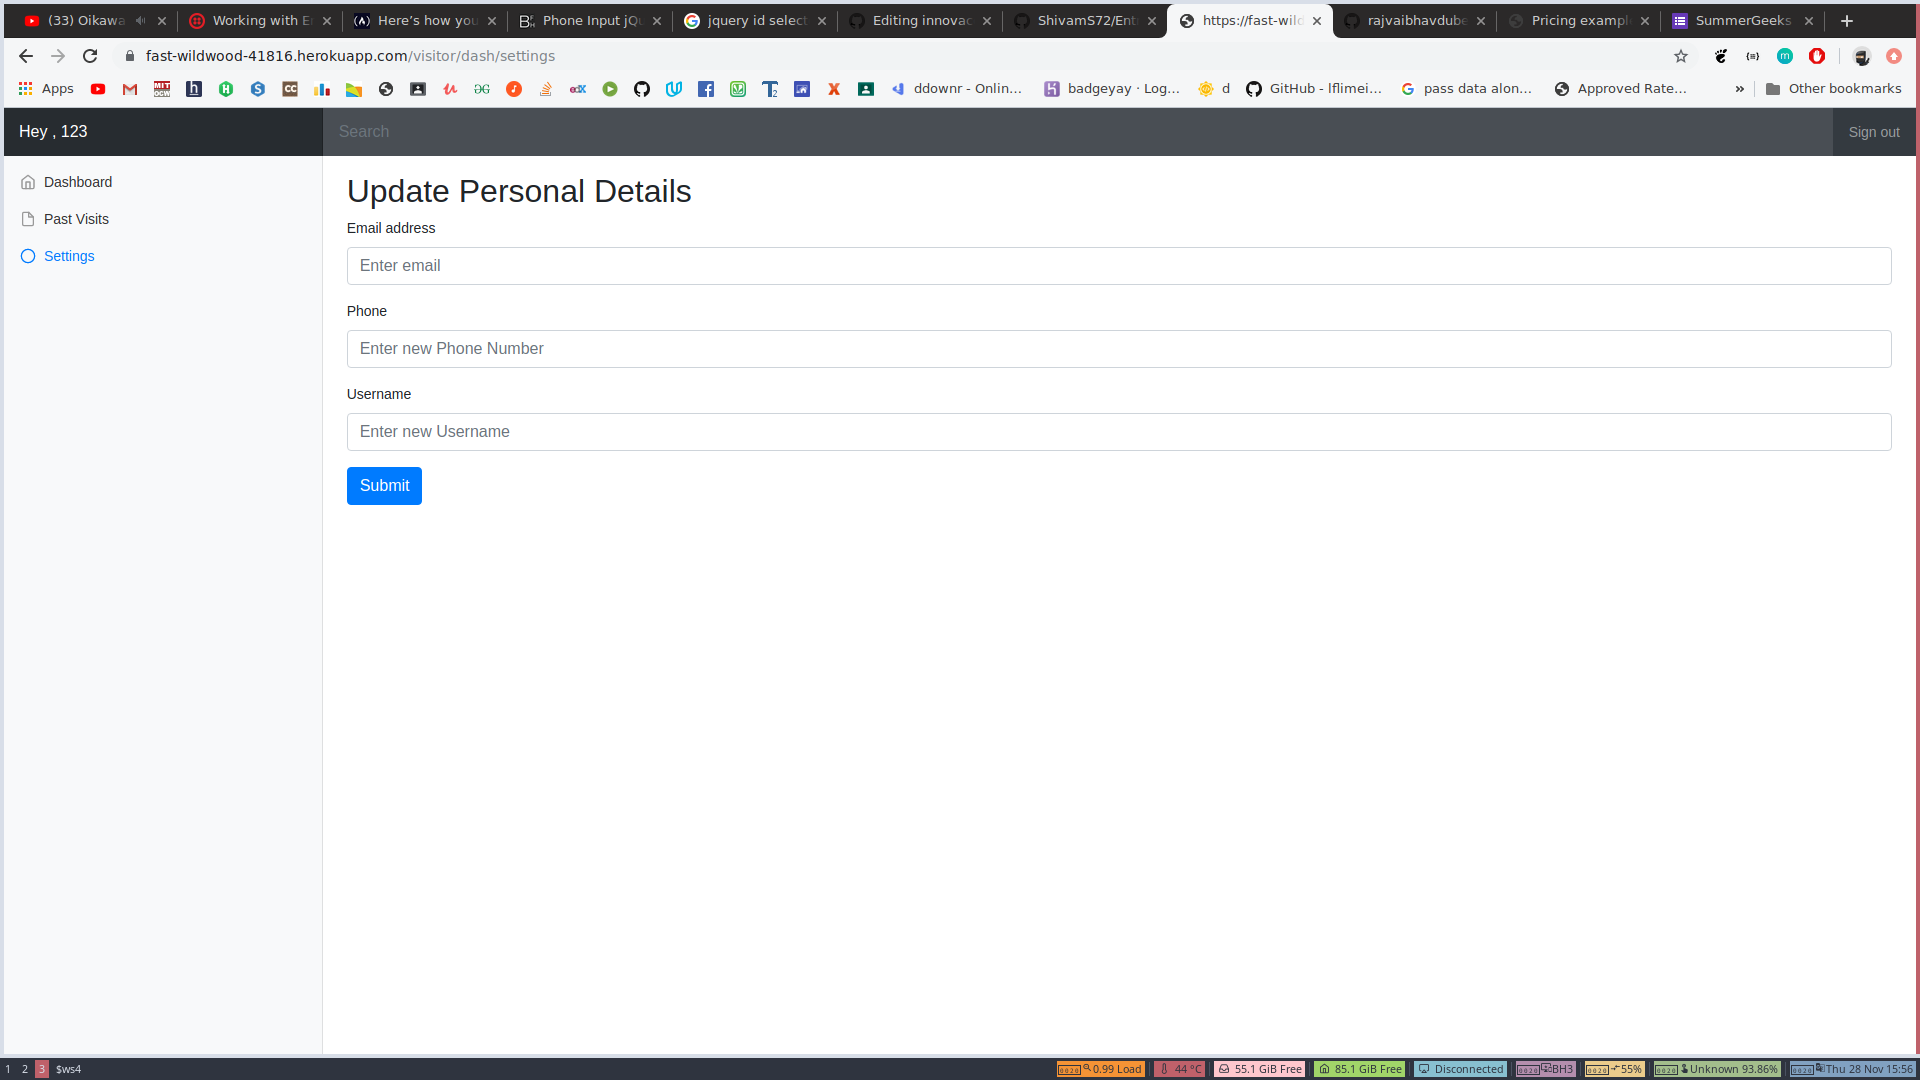 (33) Oikawa
Working with Er
Here’s how you
Phone Input jQu
jquery id select
Editing innovac
ShivamS72/Entr
https://fast-wild
rajvaibhavdube
Pricing example
SummerGeeks
fast-wildwood-41816.herokuapp.com/visitor/dash/settings
Apps
ddownr - Onlin...
badgeyay · Log...
d
GitHub - lflimei...
pass data alon...
Approved Rate...
»
Other bookmarks
Hey , 123
Search
Sign out
Dashboard
Past Visits
Settings
Update Personal Details
Email address
Enter email
Phone
Enter new Phone Number
Username
Enter new Username
Submit
1 2 3 $ws4
0.99 Load
44 °C
55.1 GiB Free
85.1 GiB Free
Disconnected
BH3
55%
Unknown 93.86%
Thu 28 Nov 15:56